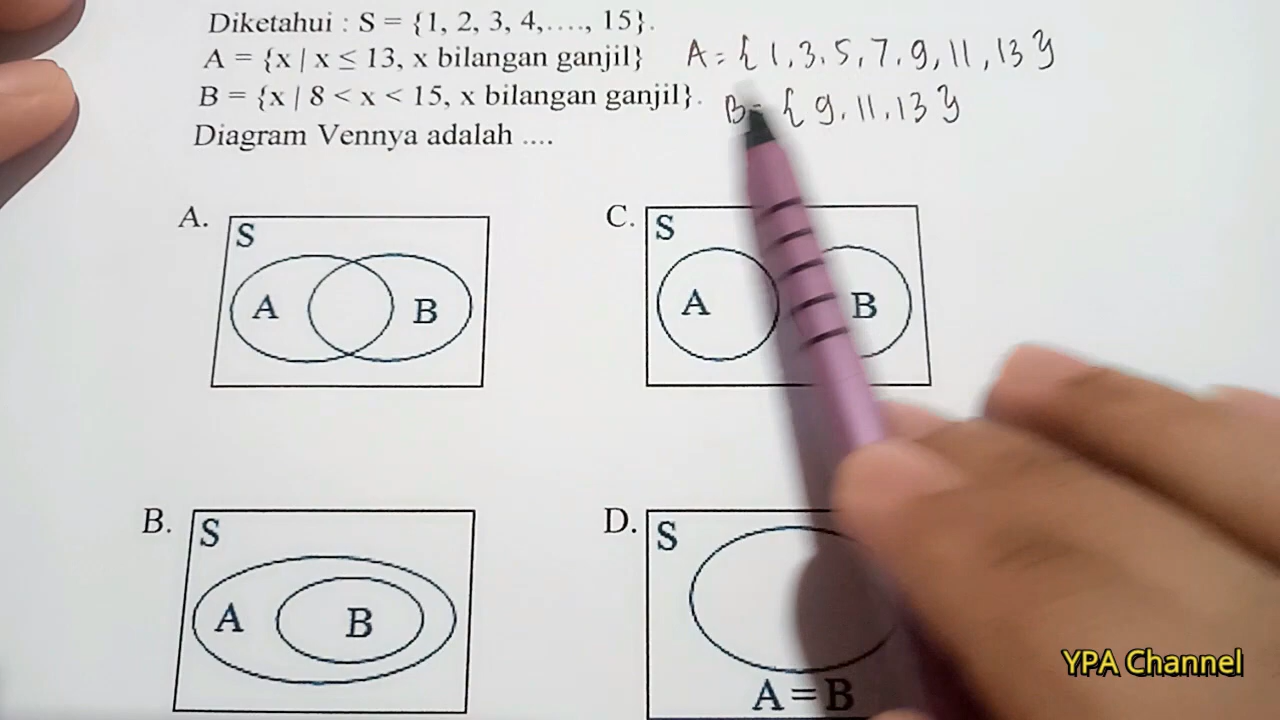 Diketahui : S = {1, 2, 3, 4,...., 15}.
A = {x | x ≤ 13, x bilangan ganjil} A = { 1, 3, 5, 7, 9, 11, 13 }
B = {x | 8 < x < 15, x bilangan ganjil}. B = { 9, 11, 13 }
Diagram Vennya adalah ....
A. S A B
C. S A B
B. S A B
D. S A = B
YPA Channel